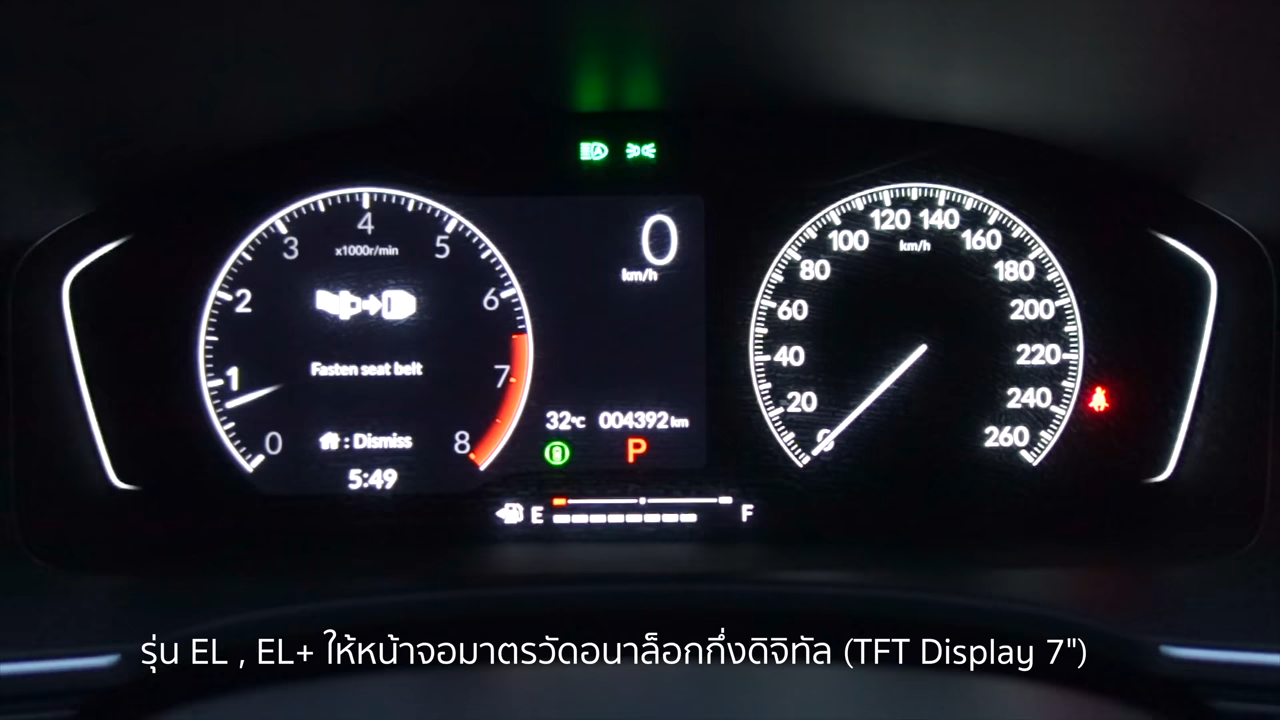 4
3
5
x1000r/min
2
6
Fasten seat belt
1
7
0
: Dismiss
8
5:49
0
km/h
32°C
004392 km
P
E
F
120
140
100
km/h
160
80
180
60
200
40
220
20
240
0
260
A
รุ่น EL , EL+ ให้หน้าจอมาตรวัดอนาล็อกกึ่งดิจิทัล (TFT Display 7")